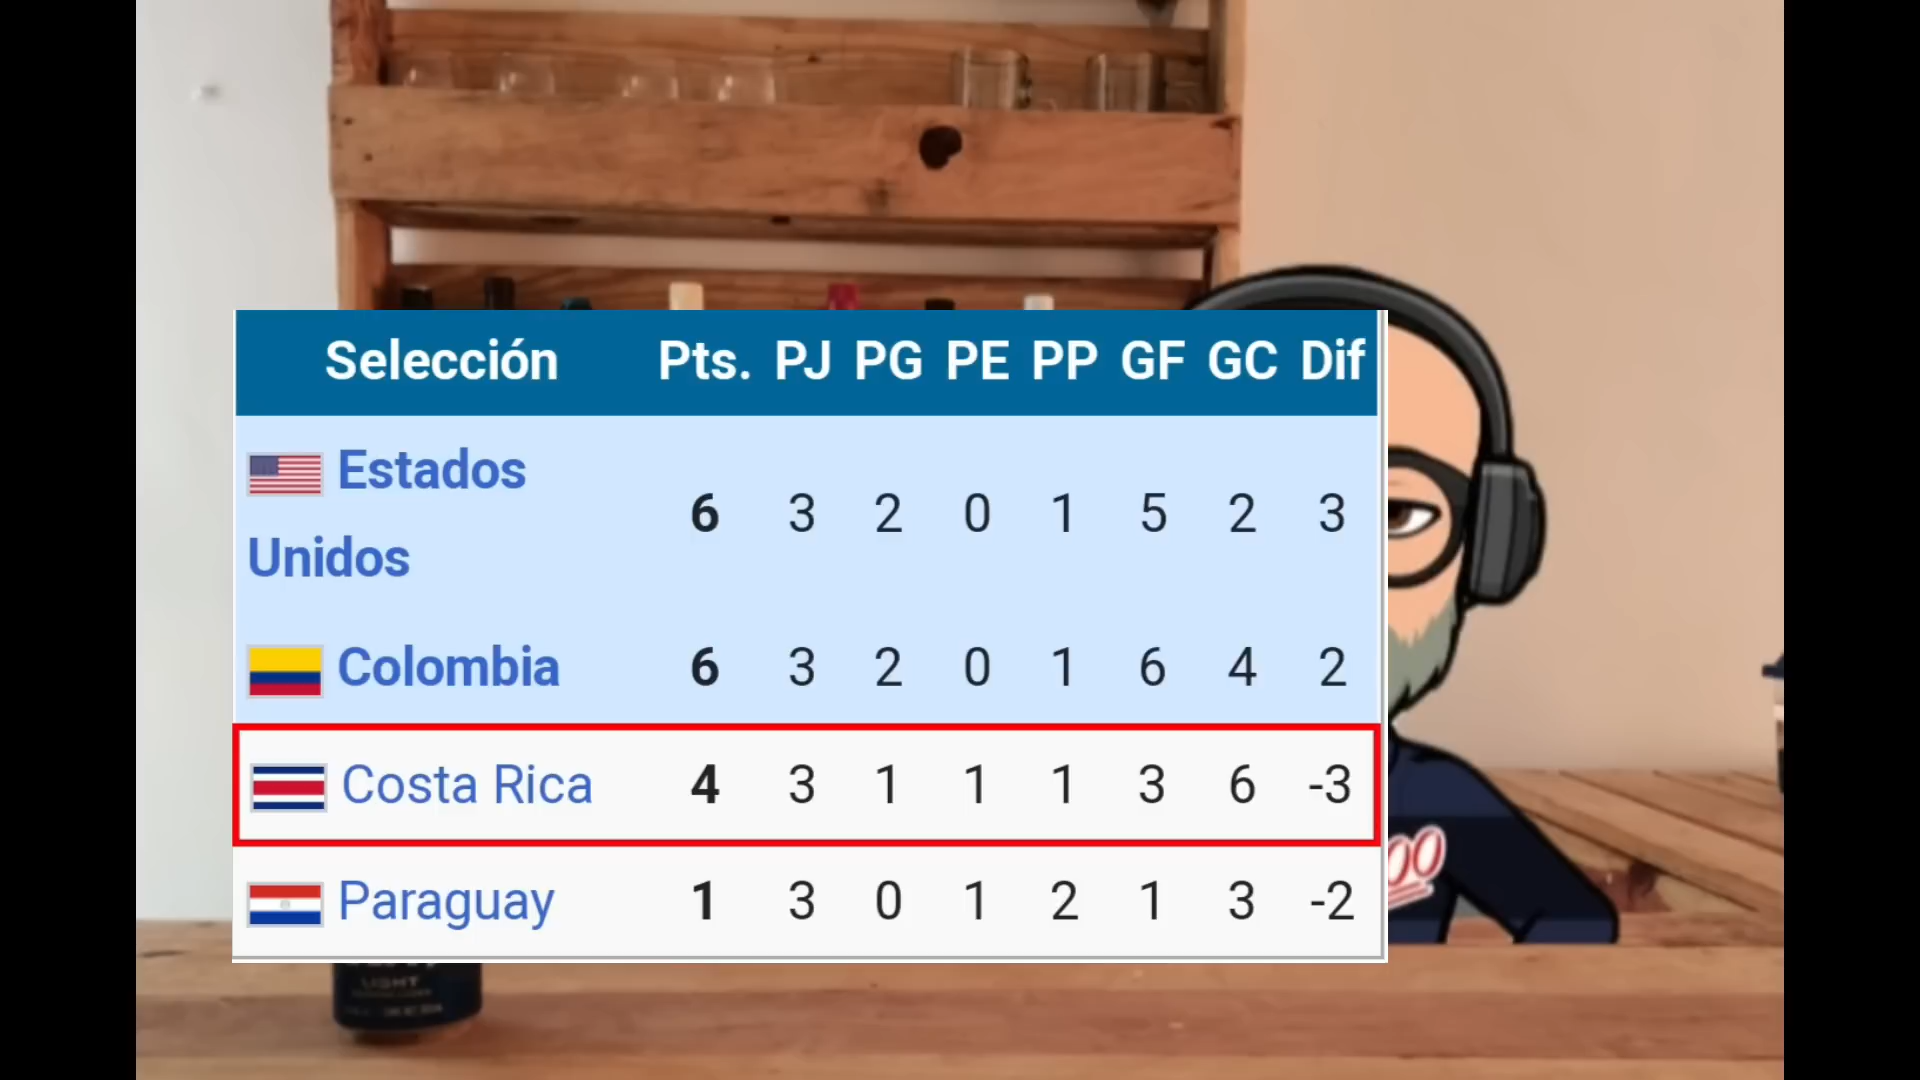 Selección Pts. PJ PG PE PP GF GC Dif
Estados
Unidos 6 3 2 0 1 5 2 3
Colombia 6 3 2 0 1 6 4 2
Costa Rica 4 3 1 1 1 3 6 -3
Paraguay 1 3 0 1 2 1 3 -2
LIGHT